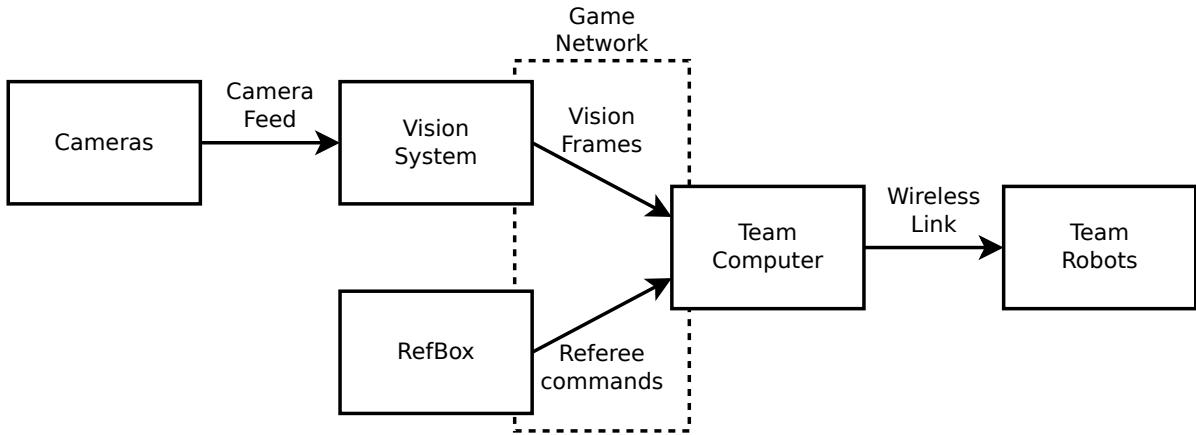 Game
Network
Cameras
Camera
Feed
Vision
System
Vision
Frames
Team
Computer
Wireless
Link
Team
Robots
RefBox
Referee
commands